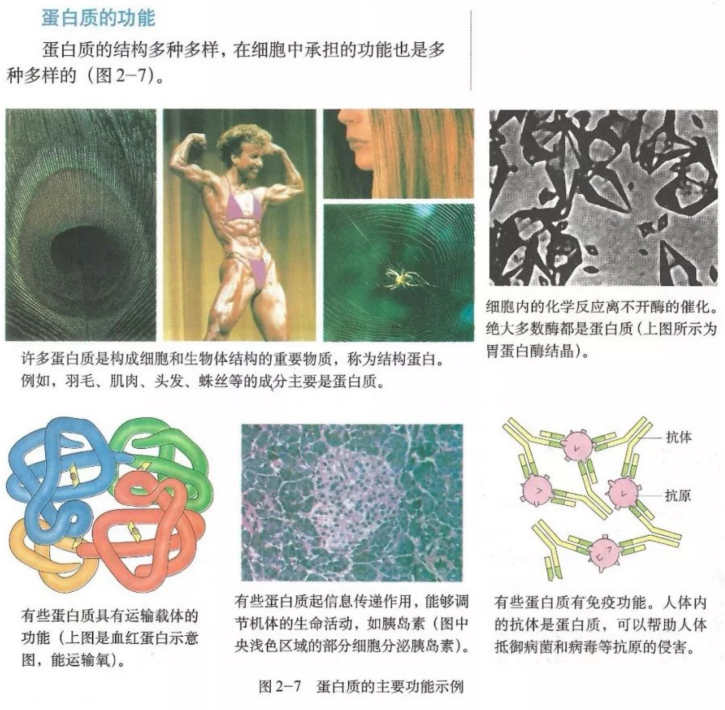 蛋白质的功能
蛋白质的结构多种多样，在细胞中承担的功能也是多
种多样的（图2-7）。
许多蛋白质是构成细胞和生物体结构的重要物质，称为结构蛋白。
例如，羽毛、肌肉、头发、蛛丝等的成分主要是蛋白质。
细胞内的化学反应离不开酶的催化。
绝大多数酶都是蛋白质（上图所示为
胃蛋白酶结晶）。
有些蛋白质具有运输载体的
功能（上图是血红蛋白示意
图，能运输氧）。
有些蛋白质起信息传递作用，能够调
节机体的生命活动，如胰岛素（图中
央浅色区域的部分细胞分泌胰岛素）。
抗体
抗原
有些蛋白质有免疫功能。人体内
的抗体是蛋白质，可以帮助人体
抵御病菌和病毒等抗原的侵害。
图2-7 蛋白质的主要功能示例